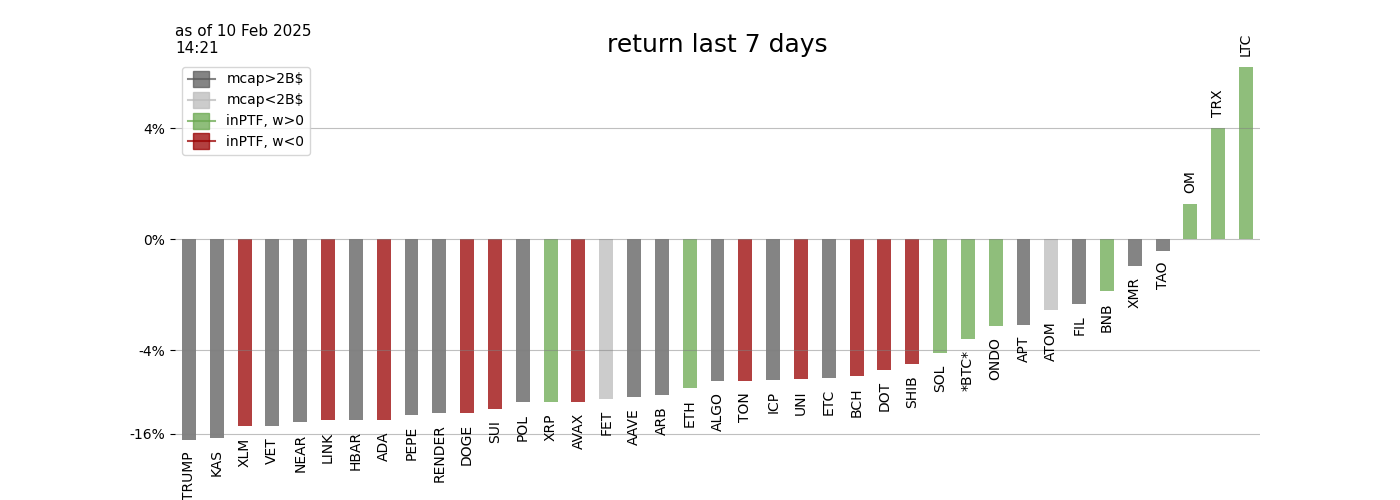 as of 10 Feb 2025
14:21
return last 7 days
mcap>2B$
mcap<2B$
inPTF, w>0
inPTF, w<0
4%
0%
-4%
-16%
TRUMP
KAS
XLM
VET
NEAR
LINK
HBAR
ADA
PEPE
RENDER
DOGE
SUI
POL
XRP
AVAX
FET
AAVE
ARB
ETH
ALGO
TON
ICP
UNI
ETC
BCH
DOT
SHIB
SOL
*BTC*
ONDO
APT
ATOM
FIL
BNB
XMR
TAO
OM
TRX
LTC